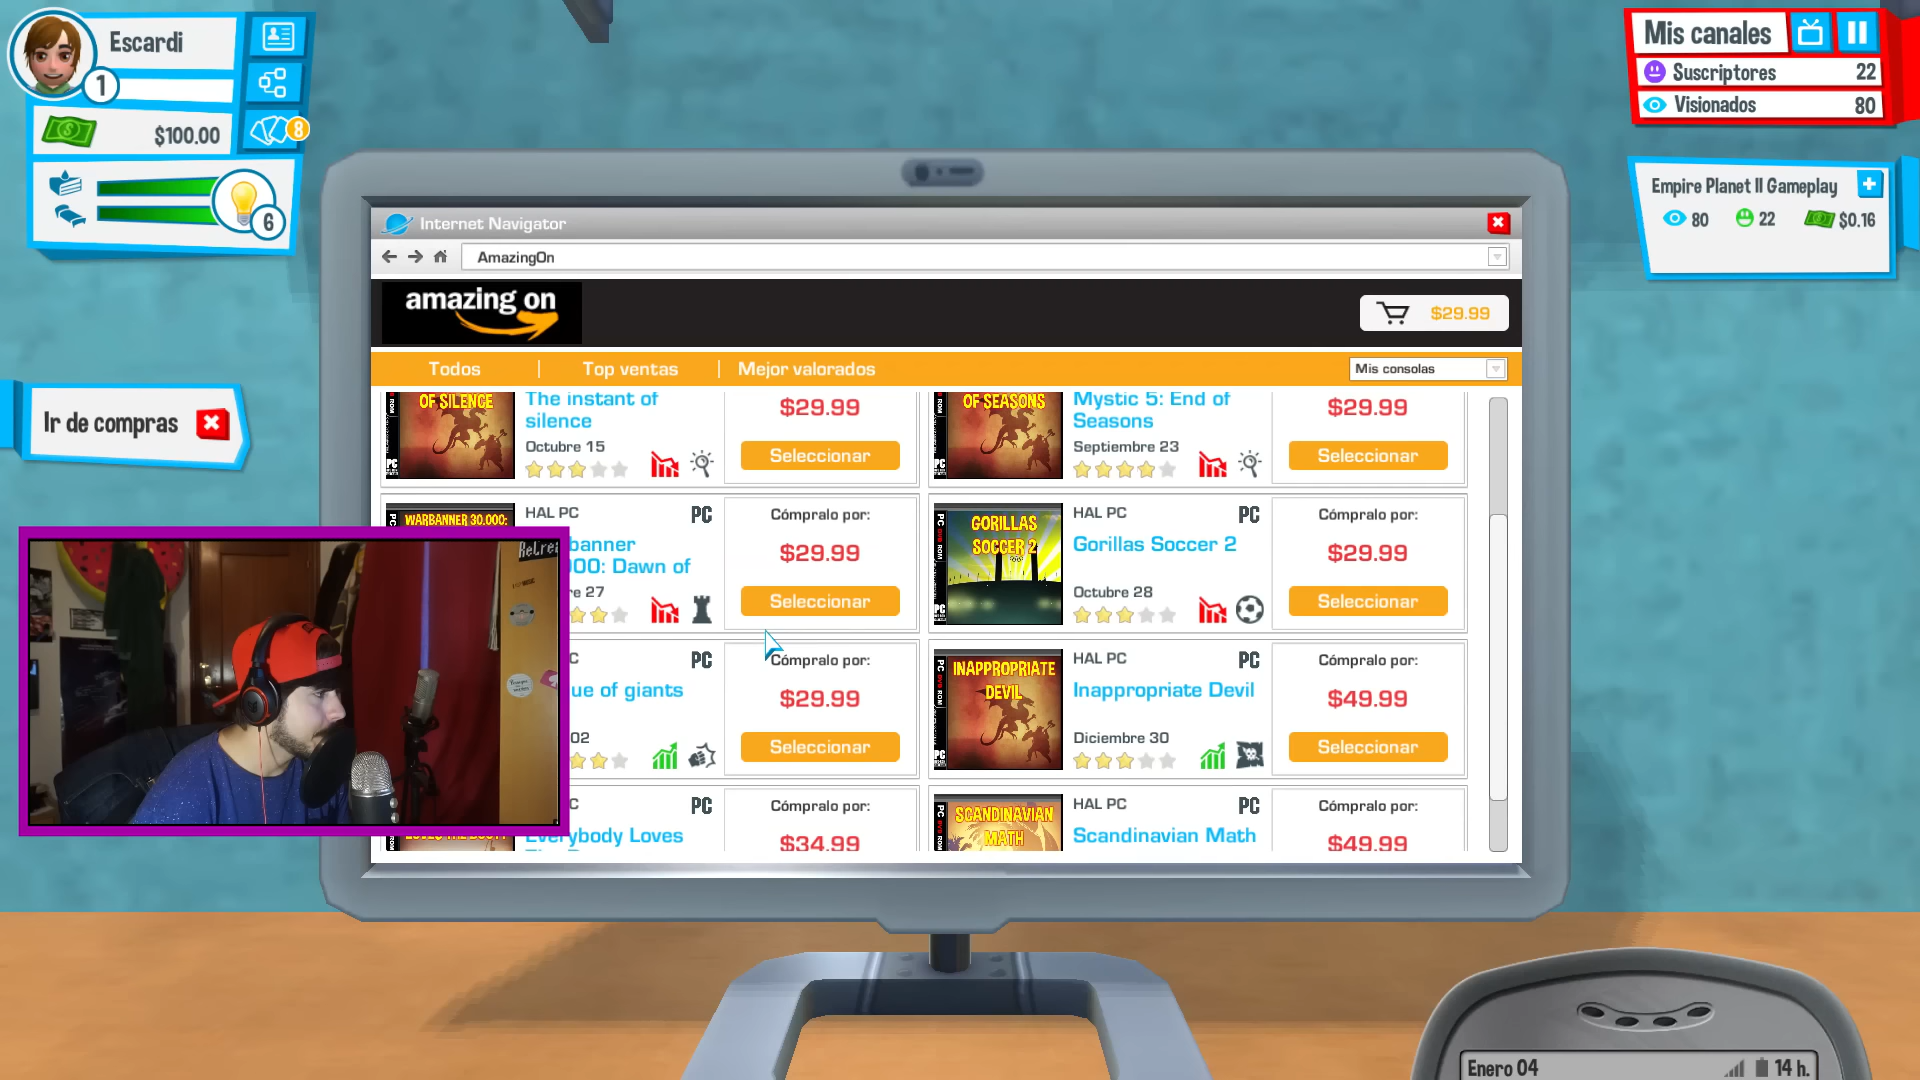 Escardi
1
$100.00
8
6
Mis canales
Suscriptores 22
Visionados 80
Empire Planet II Gameplay
80 22 $0.16
Ir de compras
Internet Navigator
AmazingOn
amazing on
$29.99
Todos
Top ventas
Mejor valorados
Mis consolas
OF SILENCE
The instant of
silence
Octubre 15
$29.99
Seleccionar
OF SEASONS
Mystic 5: End of
Seasons
Septiembre 23
$29.99
Seleccionar
WARBANNER 30.000:
HAL PC
PC
banner
000: Dawn of
re 27
Cómpralo por:
$29.99
Seleccionar
GORILLAS
SOCCER 2
HAL PC
PC
Gorillas Soccer 2
Octubre 28
Cómpralo por:
$29.99
Seleccionar
C
PC
ue of giants
02
Cómpralo por:
$29.99
Seleccionar
INAPPROPRIATE
DEVIL
HAL PC
PC
Inappropriate Devil
Diciembre 30
Cómpralo por:
$49.99
Seleccionar
C
PC
Everybody Loves
Cómpralo por:
$34.99
SCANDINAVIAN
MATH
HAL PC
PC
Scandinavian Math
Cómpralo por:
$49.99
Enero 04
14 h.